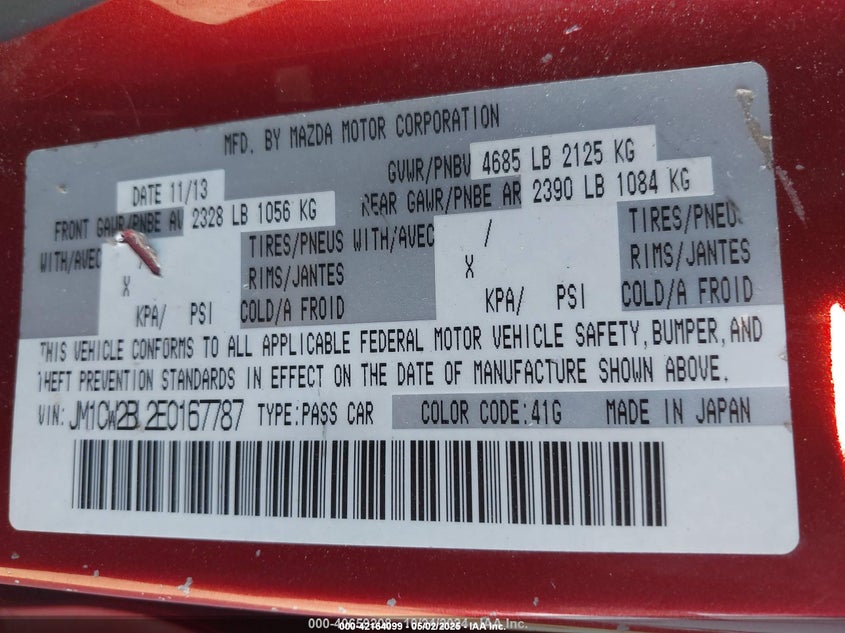 MFD. BY MAZDA MOTOR CORPORATION
GVWR/PNBV 4685 LB 2125 KG
DATE 11/13
FRONT GAWR/PNBE AV 2328 LB 1056 KG REAR GAWR/PNBE AR 2390 LB 1084 KG
WITH/AVEC / TIRES/PNEUS WITH/AVEC / TIRES/PNEU
X RIMS/JANTES X RIMS/JANTES
KPA/ PSI COLD/A FROID KPA/ PSI COLD/A FROID
THIS VEHICLE CONFORMS TO ALL APPLICABLE FEDERAL MOTOR VEHICLE SAFETY, BUMPER, AND
THEFT PREVENTION STANDARDS IN EFFECT ON THE DATE OF MANUFACTURE SHOWN ABOVE.
VIN: JM1CW2BL2E0167787 TYPE:PASS CAR COLOR CODE:41G MADE IN JAPAN
42164099 IAA Inc.